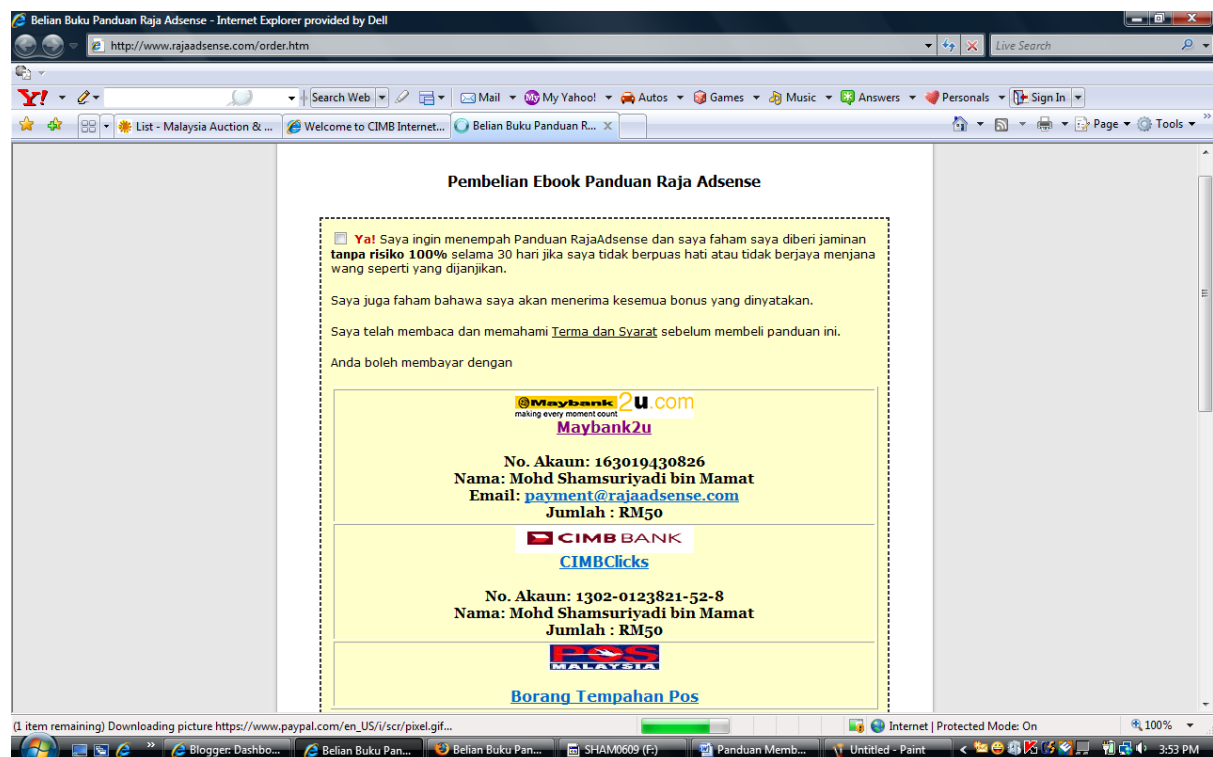 Belian Buku Panduan Raja Adsense - Internet Explorer provided by Dell
http://www.rajaadsense.com/order.htm
Live Search
Y! Search Web Mail My Yahoo! Autos Games Music Answers Personals Sign In
List - Malaysia Auction & ... Welcome to CIMB Internet... Belian Buku Panduan R... Page Tools
Pembelian Ebook Panduan Raja Adsense
Ya! Saya ingin menempah Panduan RajaAdsense dan saya faham saya diberi jaminan
tanpa risiko 100% selama 30 hari jika saya tidak berpuas hati atau tidak berjaya menjana
wang seperti yang dijanjikan.
Saya juga faham bahawa saya akan menerima kesemua bonus yang dinyatakan.
Saya telah membaca dan memahami Terma dan Syarat sebelum membeli panduan ini.
Anda boleh membayar dengan
Maybank2u.com
making every moment count
Maybank2u
No. Akaun: 163019430826
Nama: Mohd Shamsuriyadi bin Mamat
Email: payment@rajaadsense.com
Jumlah : RM50
CIMB BANK
CIMBClicks
No. Akaun: 1302-0123821-52-8
Nama: Mohd Shamsuriyadi bin Mamat
Jumlah : RM50
POS
MALAYSIA
Borang Tempahan Pos
(1 item remaining) Downloading picture https://www.paypal.com/en_US/i/scr/pixel.gif... Internet | Protected Mode: On 100%
Blogger: Dashbo... Belian Buku Pan... Belian Buku Pan... SHAM0609 (F:) Panduan Memb... Untitled - Paint 3:53 PM